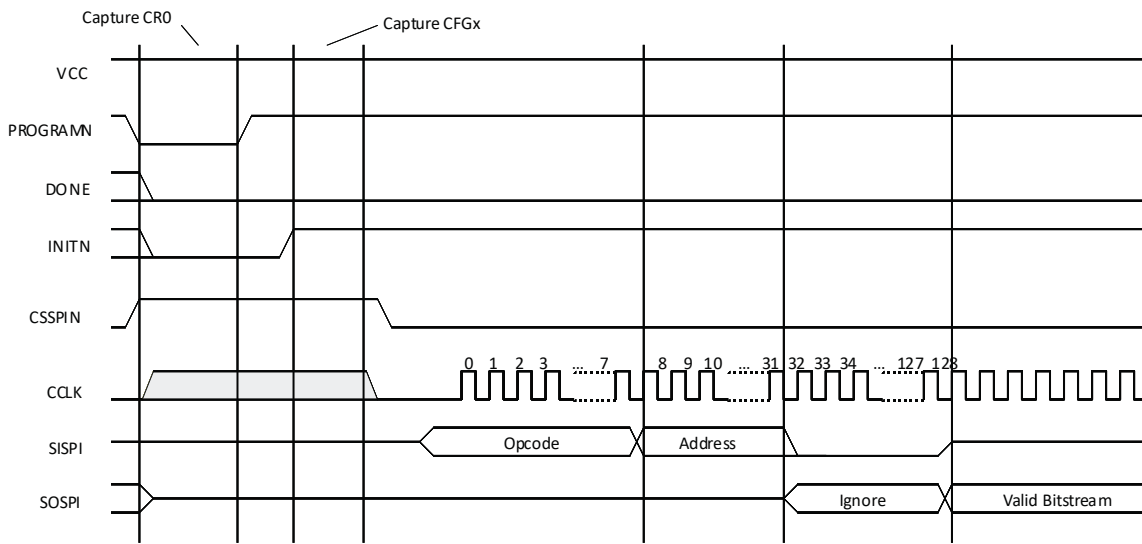 Capture CR0
Capture CFGx
VCC
PROGRAMN
DONE
INITN
CSSPIN
0 1 2 3 ... 7 8 9 10 ... 31 32 33 34 ... 127 128
CCLK
SISPI Opcode Address
SOSPI Ignore Valid Bitstream